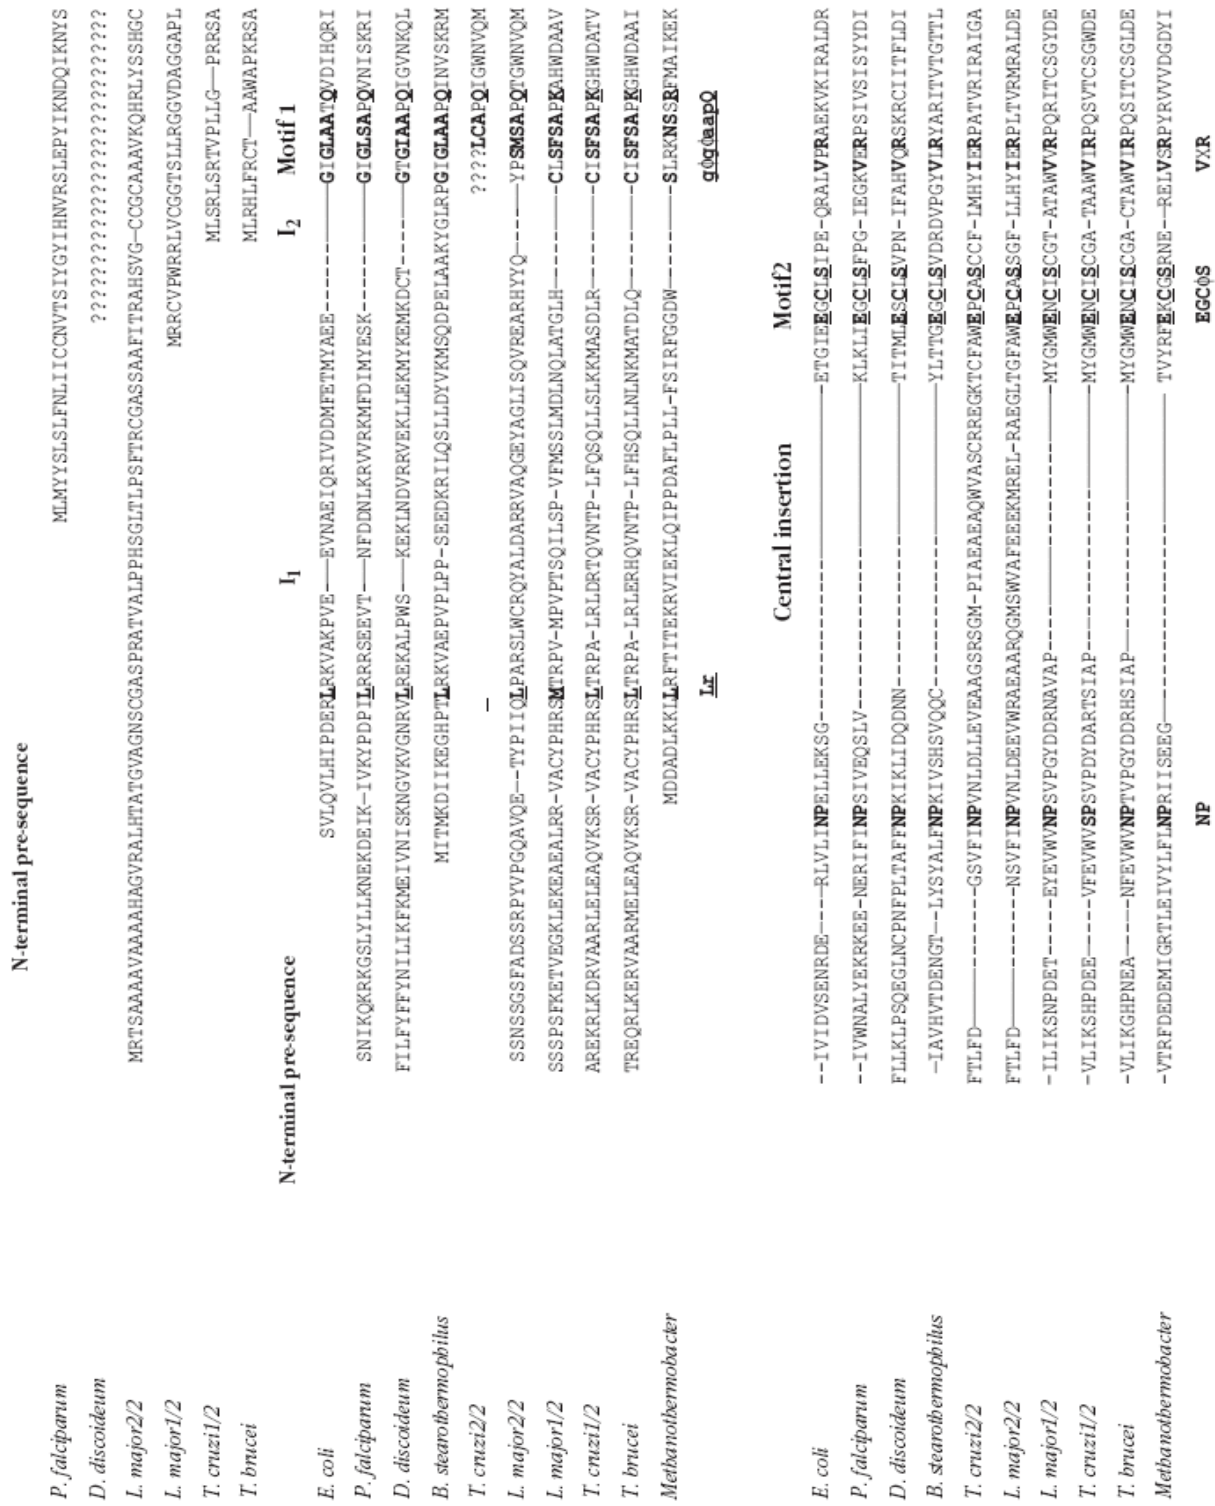 N-terminal pre-sequence
P. falciparum MLMYYSLSLFNLIICCNVTSIYGYIHNVRSLEPYIKNDQIKNYS
D. discoideum ??????????????????????????
L. major2/2 MRTSAAAAVAAAAHAGVRALHTATGVAGNSCGASPRATVALPPHSGLTLPSFTRCGASSAAFITRAHSVG-CCGCAAAVKQHRLYSSHGC
L. major1/2 MRRCVPWRRLVCGGTSLLRGGVDAGGAPL
T. cruzi1/2 MLSRLSRTVPLLG—PRRSA
T. brucei MLRHLFRCT—AAWAPKRSA
N-terminal pre-sequence I1 I2 Motif 1
E. coli SVLQVLHIPDERLRKVAKPVE-——EVNAEIQRIVDDMFETMYAEE--------———GIGLAATQVDIHQRI
P. falciparum SNIKQKRKGSLYLLKNEKDEIK-IVKYPDPILRRRSEEVT-——NFDDNLKRVVRKMFDIMYESK-----————GIGLSAPQVNISKRI
D. discoideum FILFYFFYNILIKFKMEIVNISKNGVKVGNRVLREKALPWS-——KEKLNDVRRVEKLLEKMYKEMKDCT-----———GTGLAAPQIGVNKQL
B. stearothermophilus MITMKDIIKEGHPTLRKVAEPVPLPP-SEEDKRILQSLLDYVKMSQDPELAAKYGLRPGIGLAAPQINVSKRM
T. cruzi2/2 – ????LCAPQIGWNVQM
L. major2/2 SSNSSGSFADSSRPYVPGQAVQE--TYPIIQLPARSLWCRQYALDARRVAQGEYAGLISQVREARHYYQ-----——YPSMSAPQTGWNVQM
L. major1/2 SSSPSFKETVEGKLEKEAEALRR-VACYPHRSMTRPV-MPVPTSQILSP-VFMSSLMDLNQLATGLH-------———CLSFSAPKAHWDAAV
T. cruzi1/2 AREKRLKDRVAARLELEAQVKSR-VACYPHRSLTRPA-LRLDRTQVNTP-LFQSQLLSLKKMASDLR-------———CISFSAPKGHWDATV
T. brucei TREQRLKERVAARMELEAQVKSR-VACYPHRSLTRPA-LRLERHQVNTP-LFHSQLLNLNKMATDLQ-------———CISFSAPKGHWDAAI
Methanothermobacter MDDADLKKLLRFTITEKRVIEKLQIPPDAFLPLL-FSIRFGGDW-----———SLRKNSSRFMAIKEK
Lr gϕgϕaapQ
Central insertion Motif2
E. coli --IVIDVSENRDE-——-RLVLINPELLEKSG--------------———————ETGIEEGCLSIPE-QRALVPRAEKVKIRALDR
P. falciparum --IVWNALYEKRKEE-NERIFINPSIVEQSLV--------------———————KLKLIEGCLSFPG-IEGKVERPSIVSISYYDI
D. discoideum FLLKLPSQEGLNCPNFPLTAFFNPKIKLIDQDNN--------------——————TITMLESCLSVPN-IFAHVQRSKRCIITFLDI
B. stearothermophilus -IAVHVTDENGT--LYSYALFNPKIVSHSVQQC--------------——————YLTTGEGCLSVDRDVPGYVLRYARITVTGTTL
T. cruzi2/2 FTLFD———-------GSVFINPVNLDLLEVEAAGSRSGM-PIAEAEAQWVASCRREGKTCFAWEPCASCCF-LMHYIERPATVRIRAIGA
L. major2/2 FTLFD———-------NSVFINPVNLDEEVWRAEAARQGMSWVAFEEEKMREL-RAEGLTGFAWEPCASSGF-LLHYIERPLTVRMRALDE
L. major1/2 -ILIKSNPDET-——-EYEVWVNPSVPGYDDRNAVAP--------------——————MYGMWENCISCGT-ATAWVVRPQRITCSGYDE
T. cruzi1/2 -VLIKSHPDEE-——-VFEVWVSPSVPDYDARTSIAP--------------——————MYGMWENCISCGA-TAAWVIRPQSVTCSGWDE
T. brucei -VLIKGHPNEA-——-NFEVWVNPTVPGYDDRHSIAP--------------——————MYGMWENCISCGA-CTAWVIRPQSITCSGLDE
Methanothermobacter -VTRFDEDEMIGRTLEIVYLFLNPRIISEEG--------------——————— TVYRFEKCGSRNE--RELVSRPYRVVVDGDYI
NP EGCϕS VXR